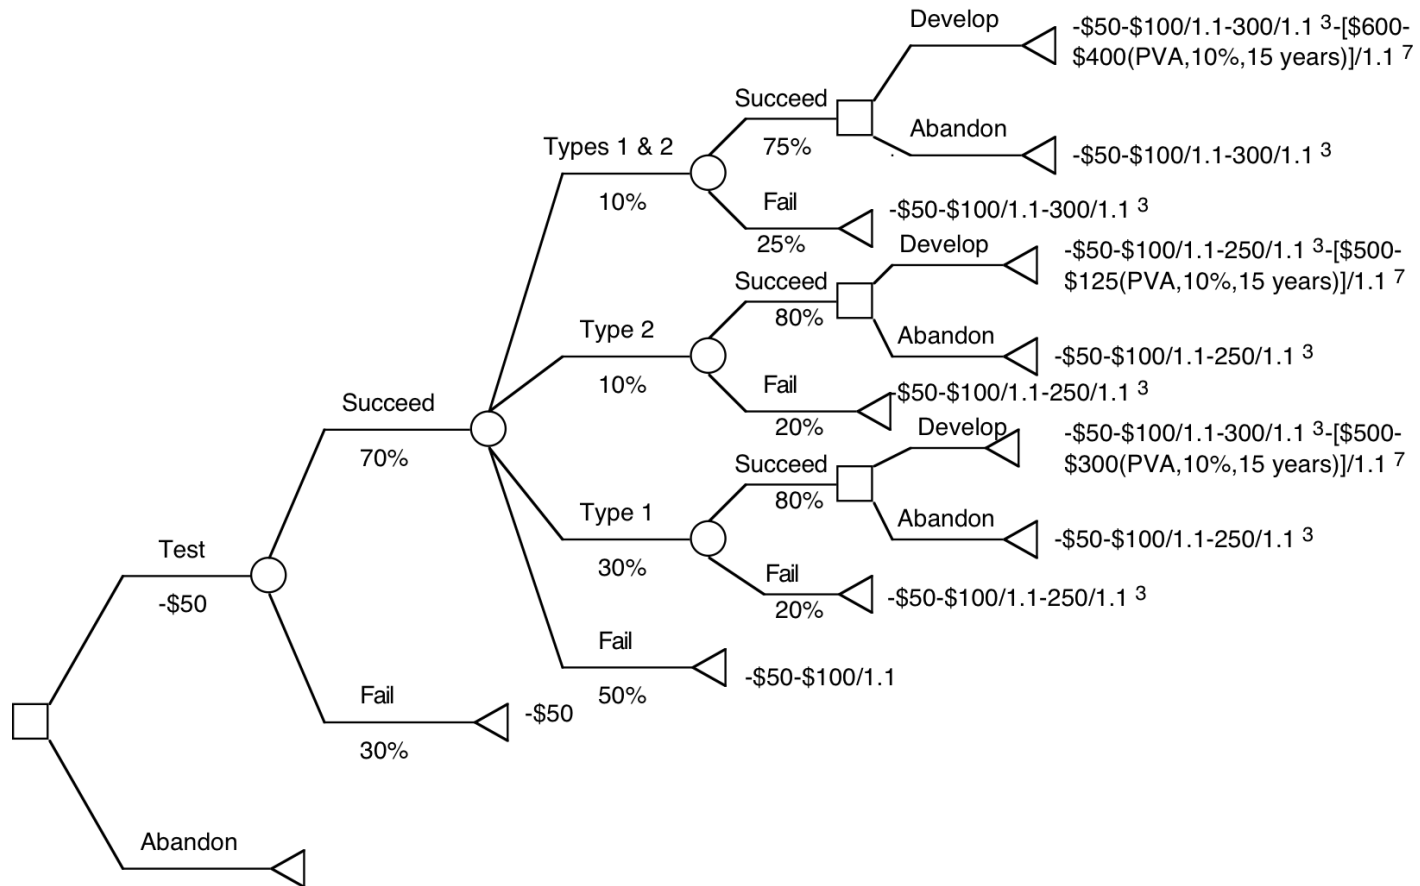 Develop
-$50-$100/1.1-300/1.1 3-[$600-
$400(PVA,10%,15 years)]/1.1 7
Succeed
75%
Abandon
-$50-$100/1.1-300/1.1 3
Types 1 & 2
10%
Fail
25%
-$50-$100/1.1-300/1.1 3
Develop
-$50-$100/1.1-250/1.1 3-[$500-
$125(PVA,10%,15 years)]/1.1 7
Succeed
80%
Type 2
10%
Abandon
-$50-$100/1.1-250/1.1 3
Fail
20%
-$50-$100/1.1-250/1.1 3
Succeed
70%
Develop
-$50-$100/1.1-300/1.1 3-[$500-
$300(PVA,10%,15 years)]/1.1 7
Succeed
80%
Type 1
30%
Abandon
-$50-$100/1.1-250/1.1 3
Fail
20%
-$50-$100/1.1-250/1.1 3
Test
-$50
Fail
50%
-$50-$100/1.1
Fail
30%
-$50
Abandon